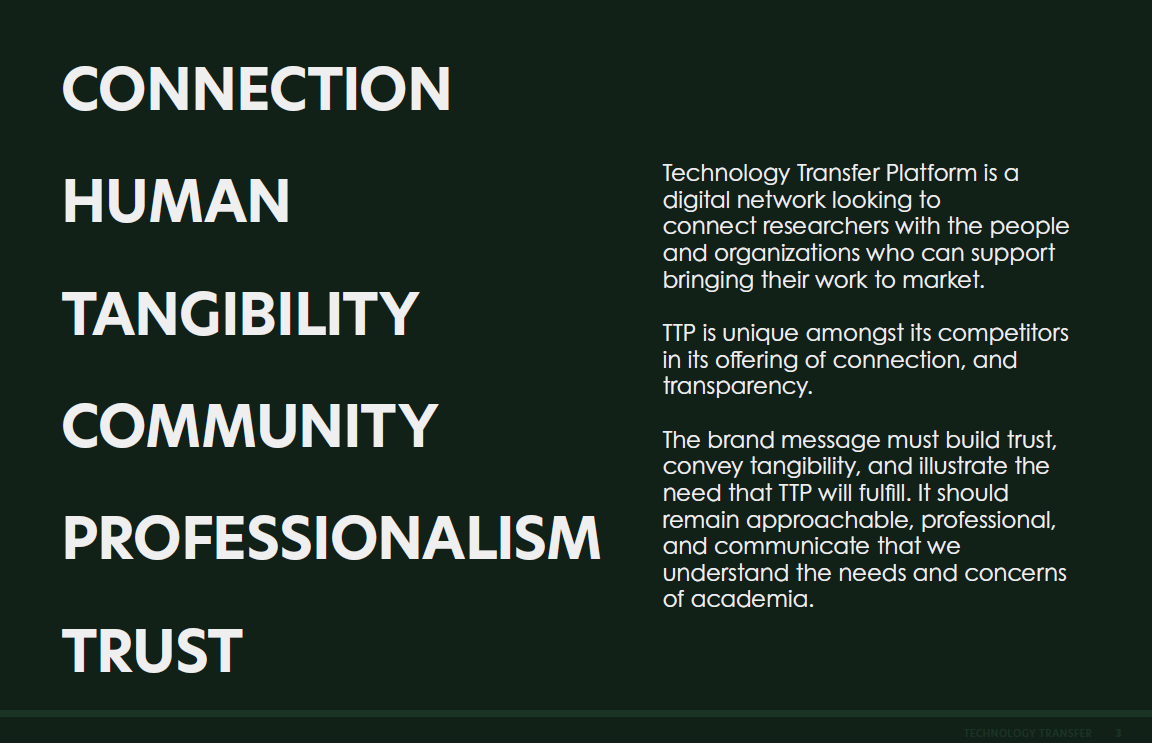 CONNECTION
HUMAN
TANGIBILITY
COMMUNITY
PROFESSIONALISM
TRUST
Technology Transfer Platform is a
digital network looking to
connect researchers with the people
and organizations who can support
bringing their work to market.
TTP is unique amongst its competitors
in its offering of connection, and
transparency.
The brand message must build trust,
convey tangibility, and illustrate the
need that TTP will fulfill. It should
remain approachable, professional,
and communicate that we
understand the needs and concerns
of academia.
TECHNOLOGY TRANSFER 3